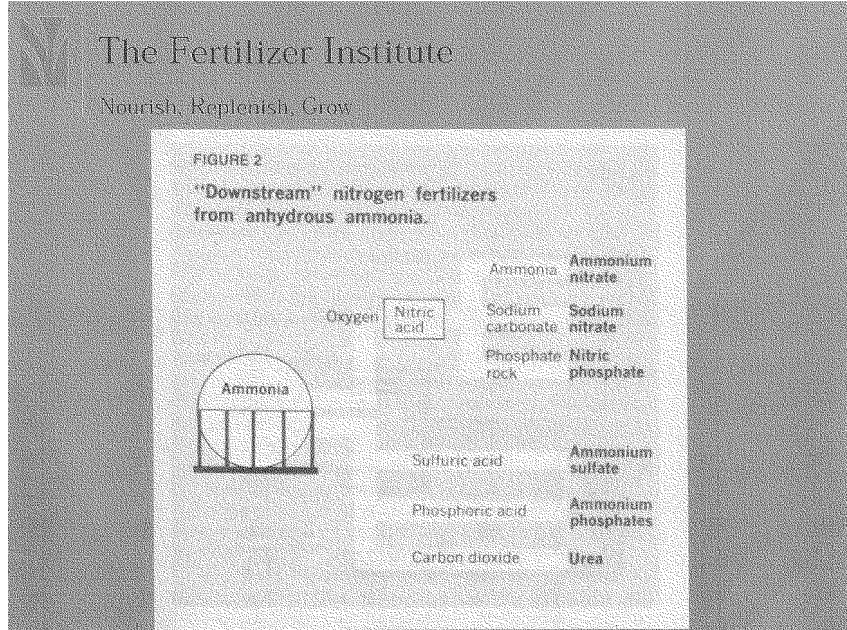 The Fertilizer Institute
Nourish, Replenish, Grow
FIGURE 2
"Downstream" nitrogen fertilizers
from anhydrous ammonia.
Ammonia
Ammonium
nitrate
Oxygen
Nitric
acid
Sodium
carbonate
Sodium
nitrate
Phosphate
rock
Nitric
phosphate
Ammonia
Sulfuric acid
Ammonium
sulfate
Phosphoric acid
Ammonium
phosphates
Carbon dioxide
Urea